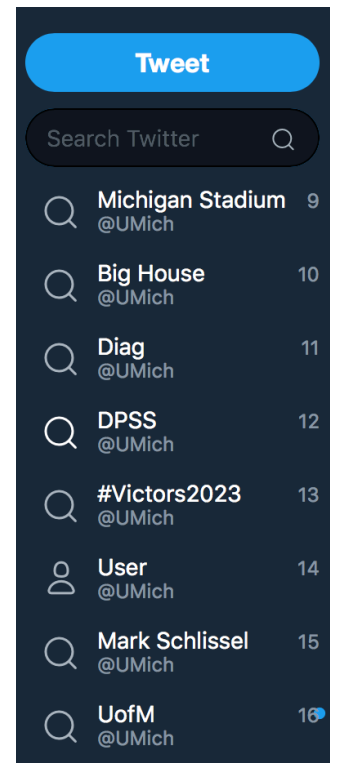 Tweet
Search Twitter
Michigan Stadium 9
@UMich
Big House 10
@UMich
Diag 11
@UMich
DPSS 12
@UMich
#Victors2023 13
@UMich
User 14
@UMich
Mark Schlissel 15
@UMich
UofM 16
@UMich